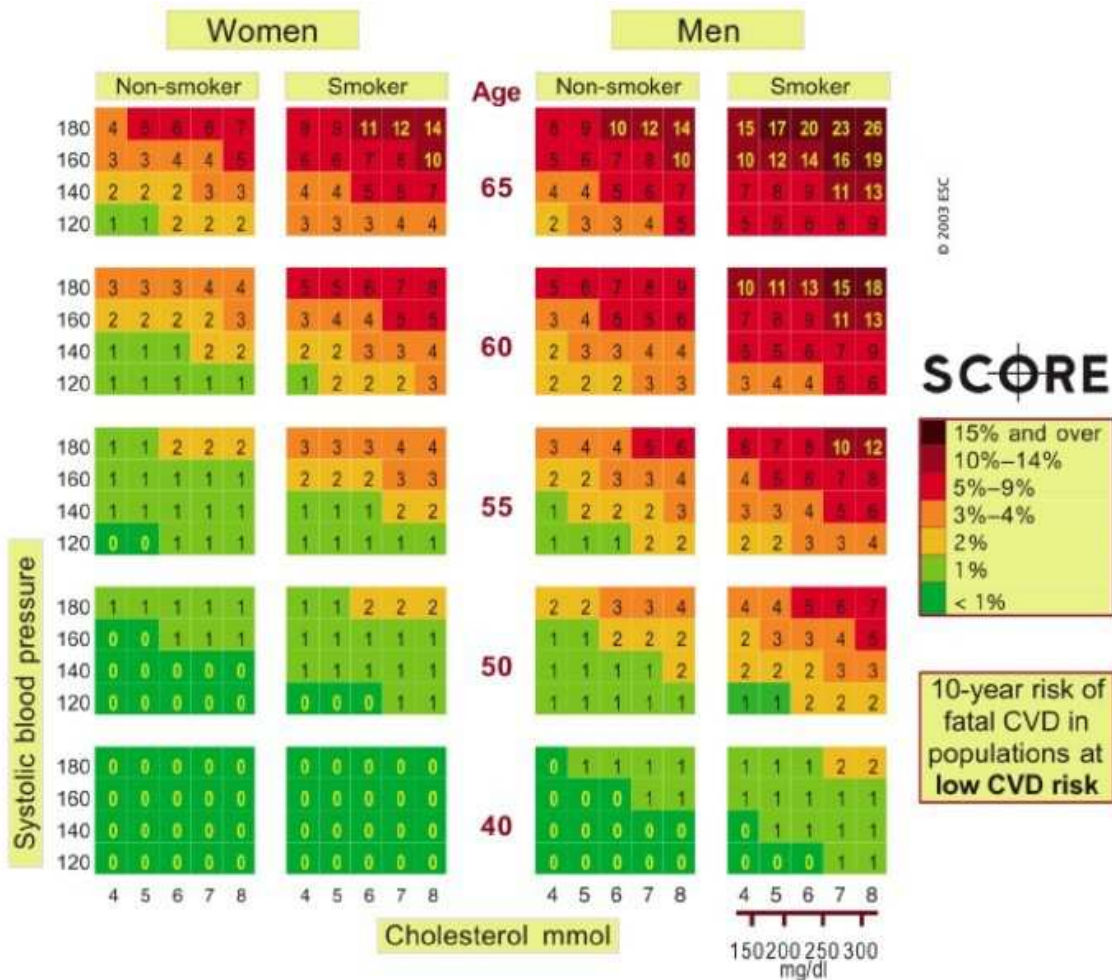 Women Men
Non-smoker Smoker Age Non-smoker Smoker
180 4 5 6 6 7 8 9 11 12 14 8 9 10 12 14 15 17 20 23 26
160 3 3 4 4 5 6 6 7 8 10 5 6 7 8 10 10 12 14 16 19
65
140 2 2 2 3 3 4 4 5 5 7 4 4 5 6 7 7 8 9 11 13
120 1 1 2 2 2 3 3 3 4 4 2 3 3 4 5 5 5 6 8 9
© 2003 ESC
180 3 3 3 4 4 5 5 6 7 8 5 6 7 8 9 10 11 13 15 18
160 2 2 2 2 3 3 4 4 5 5 3 4 5 5 6 7 8 9 11 13
60
140 1 1 1 2 2 2 2 3 3 4 2 3 3 4 4 5 5 6 7 9
120 1 1 1 1 1 1 2 2 2 3 2 2 2 3 3 3 4 4 5 6
180 1 1 2 2 2 3 3 3 4 4 3 4 4 5 6 6 7 8 10 12
160 1 1 1 1 1 2 2 2 3 3 2 2 3 3 4 4 5 6 7 8
55
140 1 1 1 1 1 1 1 1 2 2 1 2 2 2 3 3 3 4 5 6
120 0 0 1 1 1 1 1 1 1 1 1 1 1 2 2 2 2 3 3 4
180 1 1 1 1 1 1 1 2 2 2 2 2 3 3 4 4 4 5 6 7
160 0 0 1 1 1 1 1 1 1 1 1 1 2 2 2 2 3 3 4 5
50
140 0 0 0 0 0 1 1 1 1 1 1 1 1 1 2 2 2 2 3 3
120 0 0 0 0 0 0 0 0 1 1 1 1 1 1 1 1 1 2 2 2
180 0 0 0 0 0 0 0 0 0 0 0 1 1 1 1 1 1 1 2 2
160 0 0 0 0 0 0 0 0 0 0 0 0 0 1 1 1 1 1 1 1
40
140 0 0 0 0 0 0 0 0 0 0 0 0 0 0 0 0 1 1 1 1
120 0 0 0 0 0 0 0 0 0 0 0 0 0 0 0 0 0 0 1 1
4 5 6 7 8 4 5 6 7 8 4 5 6 7 8 4 5 6 7 8
Systolic blood pressure
Cholesterol mmol
150 200 250 300
mg/dl
SCORE
15% and over
10%–14%
5%–9%
3%–4%
2%
1%
< 1%
10-year risk of
fatal CVD in
populations at
low CVD risk